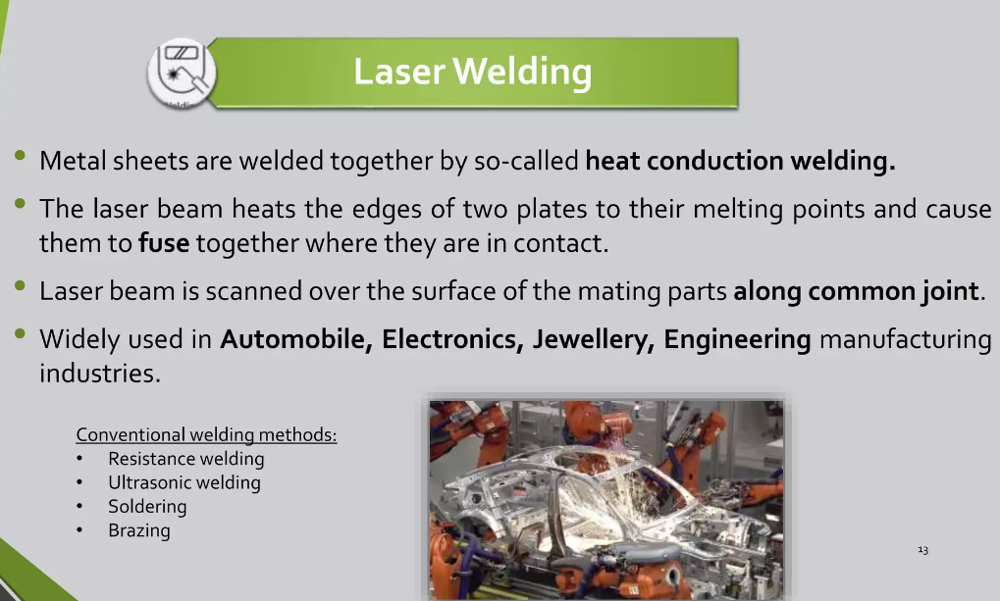 Laser Welding
• Metal sheets are welded together by so-called heat conduction welding.
• The laser beam heats the edges of two plates to their melting points and cause
them to fuse together where they are in contact.
• Laser beam is scanned over the surface of the mating parts along common joint.
• Widely used in Automobile, Electronics, Jewellery, Engineering manufacturing
industries.
Conventional welding methods:
• Resistance welding
• Ultrasonic welding
• Soldering
• Brazing
13